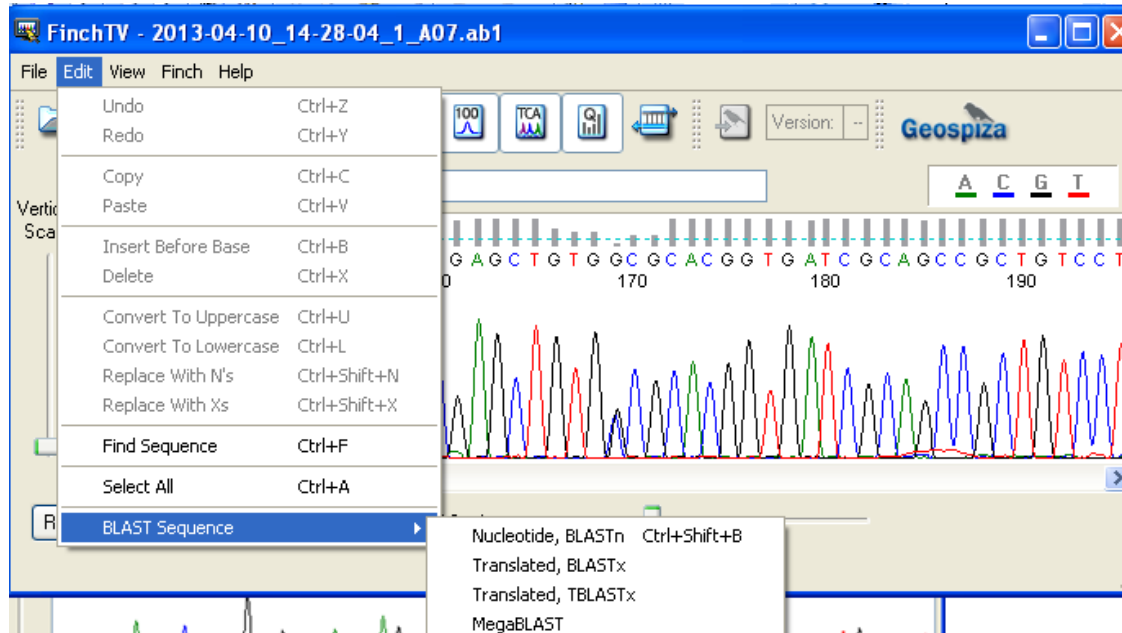 FinchTV - 2013-04-10_14-28-04_1_A07.ab1
File Edit View Finch Help
Undo Ctrl+Z
Redo Ctrl+Y
Copy Ctrl+C
Paste Ctrl+V
Insert Before Base Ctrl+B
Delete Ctrl+X
Convert To Uppercase Ctrl+U
Convert To Lowercase Ctrl+L
Replace With N's Ctrl+Shift+N
Replace With Xs Ctrl+Shift+X
Find Sequence Ctrl+F
Select All Ctrl+A
BLAST Sequence
Nucleotide, BLASTn Ctrl+Shift+B
Translated, BLASTx
Translated, TBLASTx
MegaBLAST
100 TCA Q Version: -- Geospiza
A C G T
G A G C T G T G G C G C A C G G T G A T C G C A G C C G C T G T C C T
170 180 190